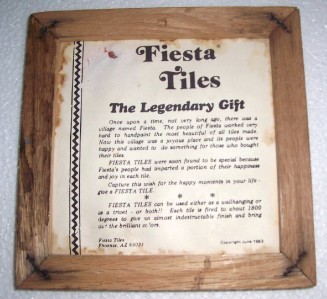 Fiesta
Tiles
The Legendary Gift
Once upon a time, not very long ago, there was a
village named Fiesta. The people of Fiesta worked very
hard to handpaint the most beautiful of all tiles made.
Now this village was a joyous place and its people were
happy and wanted to do something for those who bought
their tiles.
FIESTA TILES were soon found to be special because
Fiesta's people had imparted a portion of their happiness
and joy in each tile.
Capture this wish for the happy moments in your life -
give a FIESTA TILE.
* *
*
FIESTA TILES can be used either as a wallhanging or
as a trivet - or both!! Each tile is fired to about 1800
degrees to give an almost indestructable finish and bring
out the brilliant colors.
Fiesta Tiles
Phoenix, AZ
Copyright June 1983